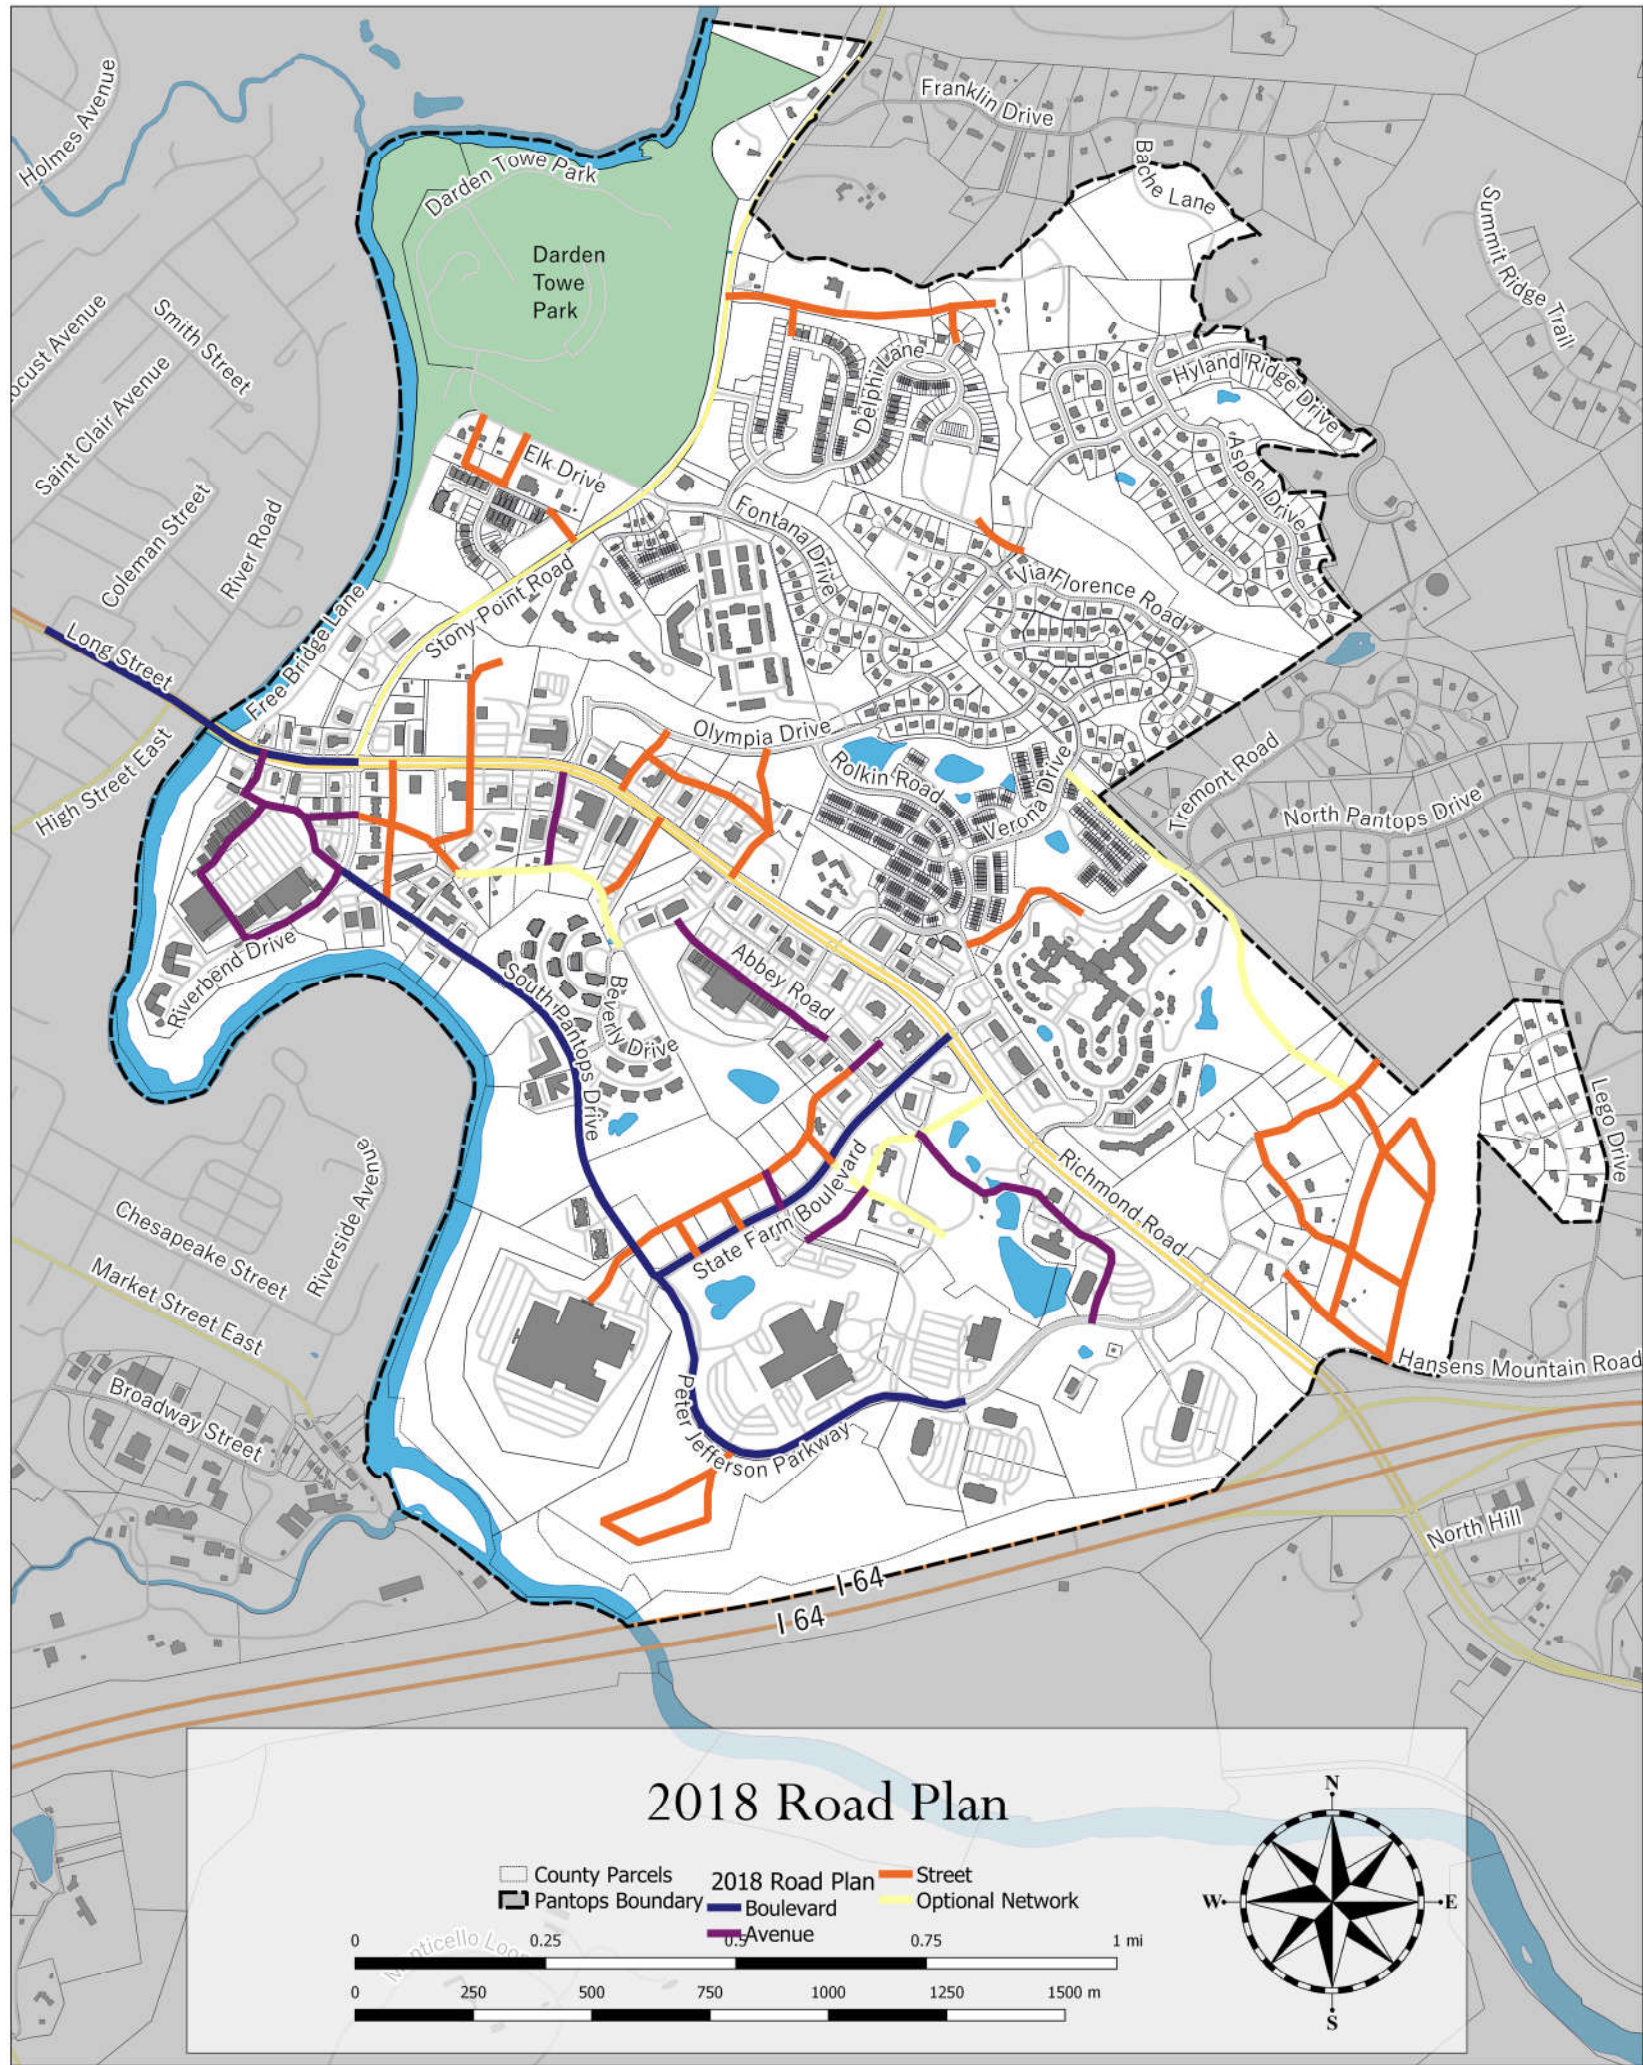 Holmes Avenue
Franklin Drive
Bache Lane
Summit Ridge Trail
Darden Towe Park
Darden
Towe
Park
ocust Avenue
Smith Street
Saint Clair Avenue
Delphi Lane
Hyland Ridge Drive
Aspen Drive
Elk Drive
Coleman Street
River Road
Fontana Drive
Via Florence Road
Stony Point Road
Free Bridge Lane
Long Street
High Street East
Olympia Drive
Rolkin Road
Verona Drive
Tremont Road
North Pantops Drive
Riverbend Drive
Abbey Road
South Pantops Drive
Beverly Drive
Lego Drive
Richmond Road
State Farm Boulevard
Chesapeake Street
Riverside Avenue
Market Street East
Broadway Street
Hansens Mountain Road
Peter Jefferson Parkway
North Hill
I-64
I 64
2018 Road Plan
County Parcels
Pantops Boundary
2018 Road Plan
Boulevard
Avenue
Street
Optional Network
0 0.25 0.5 0.75 1 mi
0 250 500 750 1000 1250 1500 m
N
W
E
S